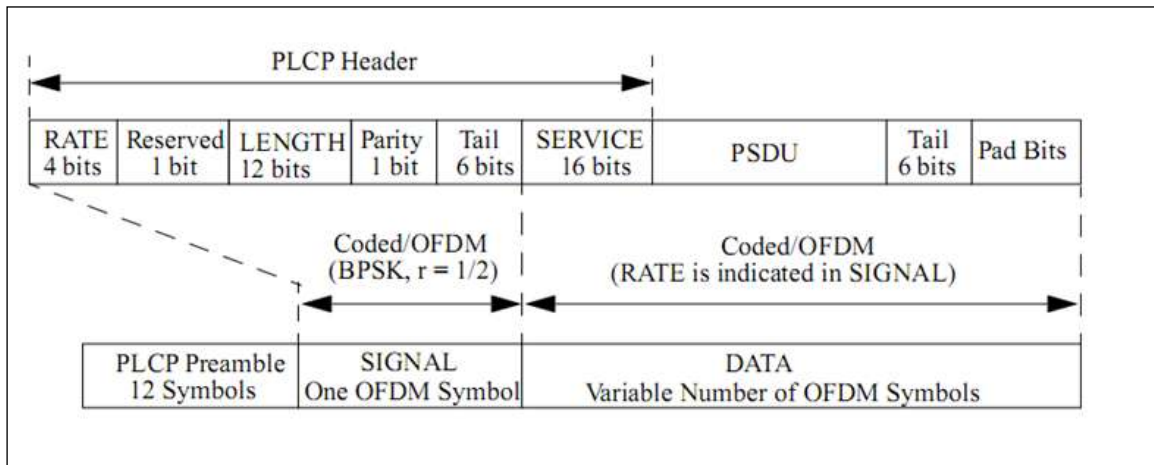 PLCP Header
RATE
4 bits
Reserved
1 bit
LENGTH
12 bits
Parity
1 bit
Tail
6 bits
SERVICE
16 bits
PSDU
Tail
6 bits
Pad Bits
Coded/OFDM
(BPSK, r = 1/2)
Coded/OFDM
(RATE is indicated in SIGNAL)
PLCP Preamble
12 Symbols
SIGNAL
One OFDM Symbol
DATA
Variable Number of OFDM Symbols